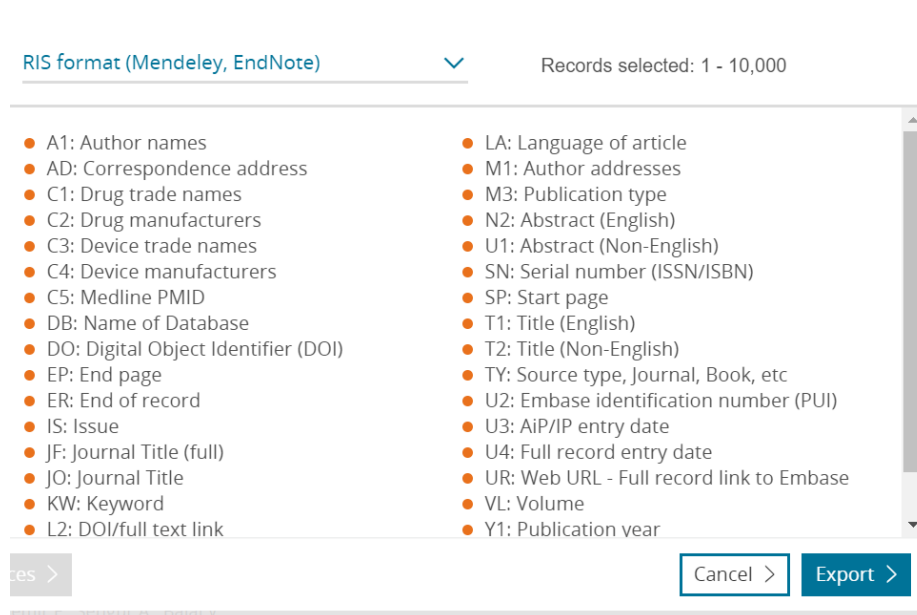 RIS format (Mendeley, EndNote)
Records selected: 1 - 10,000
A1: Author names
AD: Correspondence address
C1: Drug trade names
C2: Drug manufacturers
C3: Device trade names
C4: Device manufacturers
C5: Medline PMID
DB: Name of Database
DO: Digital Object Identifier (DOI)
EP: End page
ER: End of record
IS: Issue
JF: Journal Title (full)
JO: Journal Title
KW: Keyword
L2: DOI/full text link
LA: Language of article
M1: Author addresses
M3: Publication type
N2: Abstract (English)
U1: Abstract (Non-English)
SN: Serial number (ISSN/ISBN)
SP: Start page
T1: Title (English)
T2: Title (Non-English)
TY: Source type, Journal, Book, etc
U2: Embase identification number (PUI)
U3: AiP/IP entry date
U4: Full record entry date
UR: Web URL - Full record link to Embase
VL: Volume
Y1: Publication year
Cancel
Export